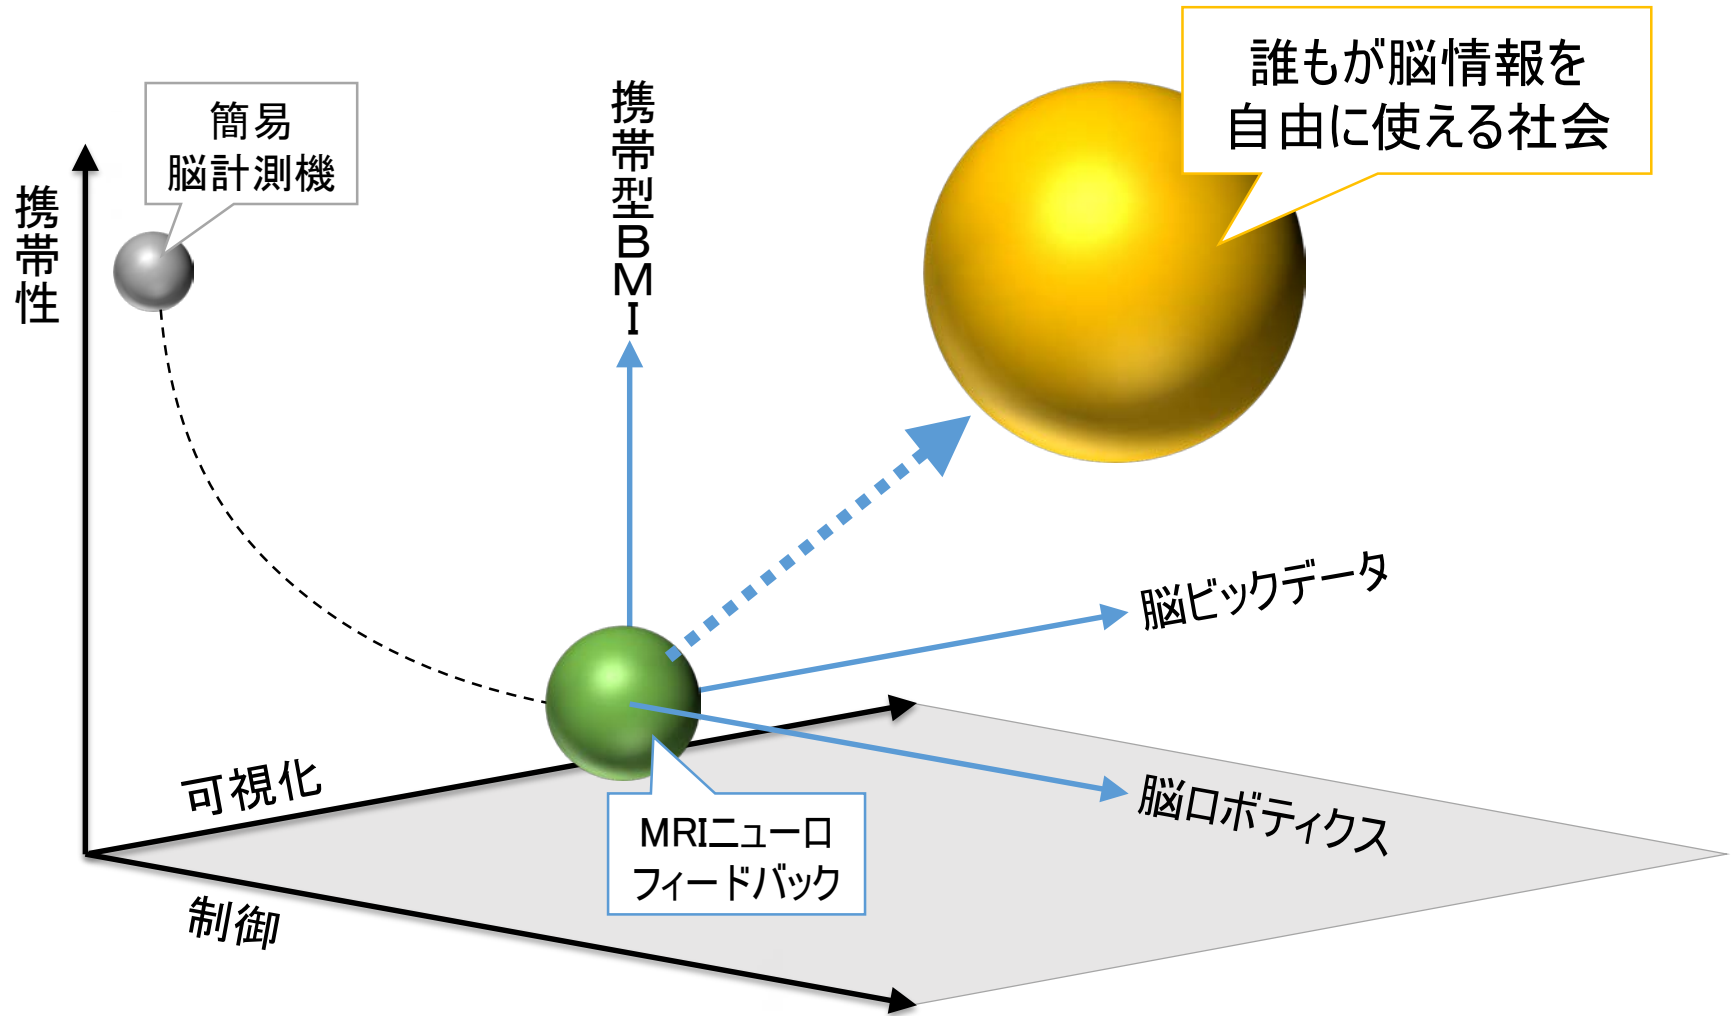 誰もが脳情報を
自由に使える社会
簡易
脳計測機
携帯型BMI
携帯性
脳ビックデータ
可視化
脳ロボティクス
MRIニューロ
フィードバック
制御